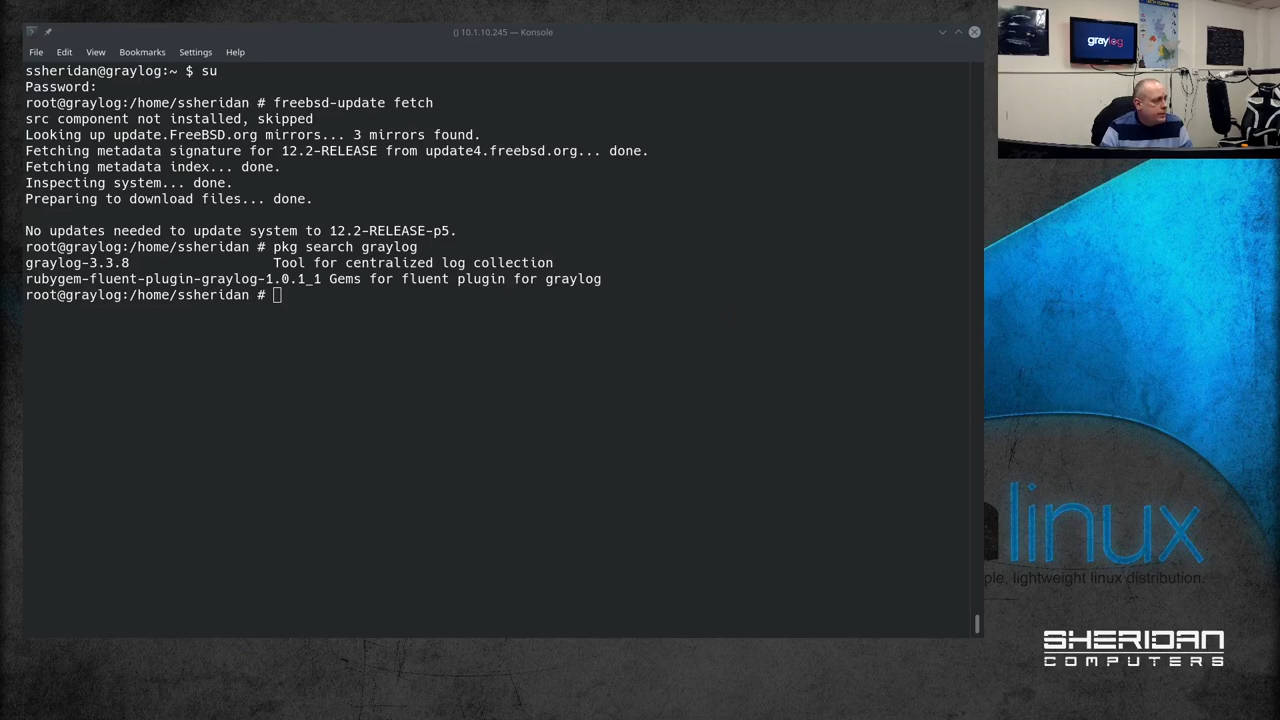 () 10.1.10.245 — Konsole
File Edit View Bookmarks Settings Help
ssheridan@graylog:~ $ su
Password:
root@graylog:/home/ssheridan # freebsd-update fetch
src component not installed, skipped
Looking up update.FreeBSD.org mirrors... 3 mirrors found.
Fetching metadata signature for 12.2-RELEASE from update4.freebsd.org... done.
Fetching metadata index... done.
Inspecting system... done.
Preparing to download files... done.
No updates needed to update system to 12.2-RELEASE-p5.
root@graylog:/home/ssheridan # pkg search graylog
graylog-3.3.8                  Tool for centralized log collection
rubygem-fluent-plugin-graylog-1.0.1_1 Gems for fluent plugin for graylog
root@graylog:/home/ssheridan #
graylog
linux
ple, lightweight linux distribution.
SHERIDAN
COMPUTERS